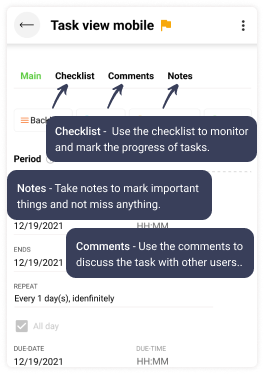 Task view mobile
Main Checklist Comments Notes
Checklist - Use the checklist to monitor
and mark the progress of tasks.
Period
Notes - Take notes to mark important
things and not miss anything.
12/19/2021 HH:MM
Comments - Use the comments to
discuss the task with other users..
ENDS
12/19/2021
REPEAT
Every 1 day(s), idenfinitely
All day
DUE-DATE DUE-TIME
12/19/2021 HH:MM